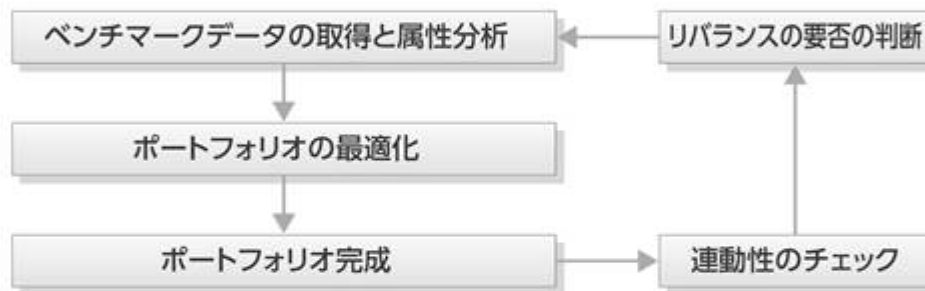 ベンチマークデータの取得と属性分析
リバランスの要否の判断
ポートフォリオの最適化
ポートフォリオ完成
連動性のチェック